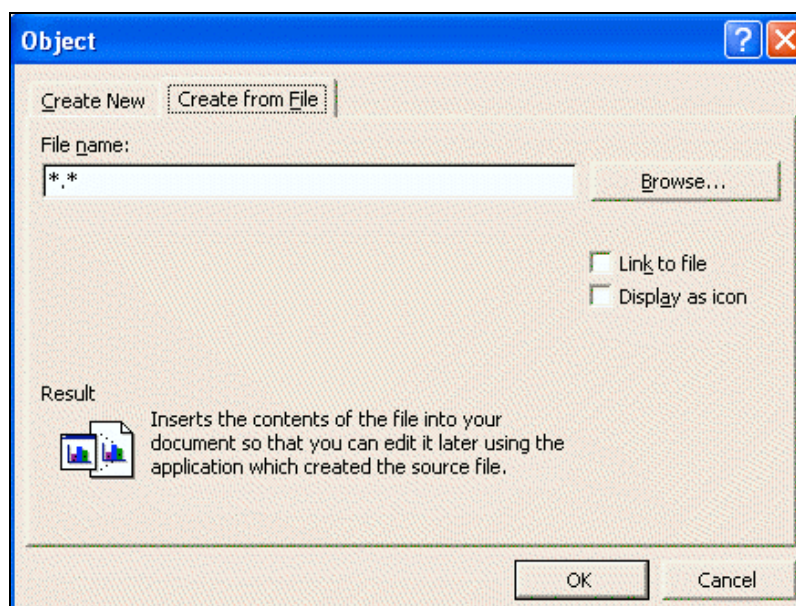 Object
Create New
Create from File
File name:
*.*
Browse...
Link to file
Display as icon
Result
Inserts the contents of the file into your
document so that you can edit it later using the
application which created the source file.
OK
Cancel